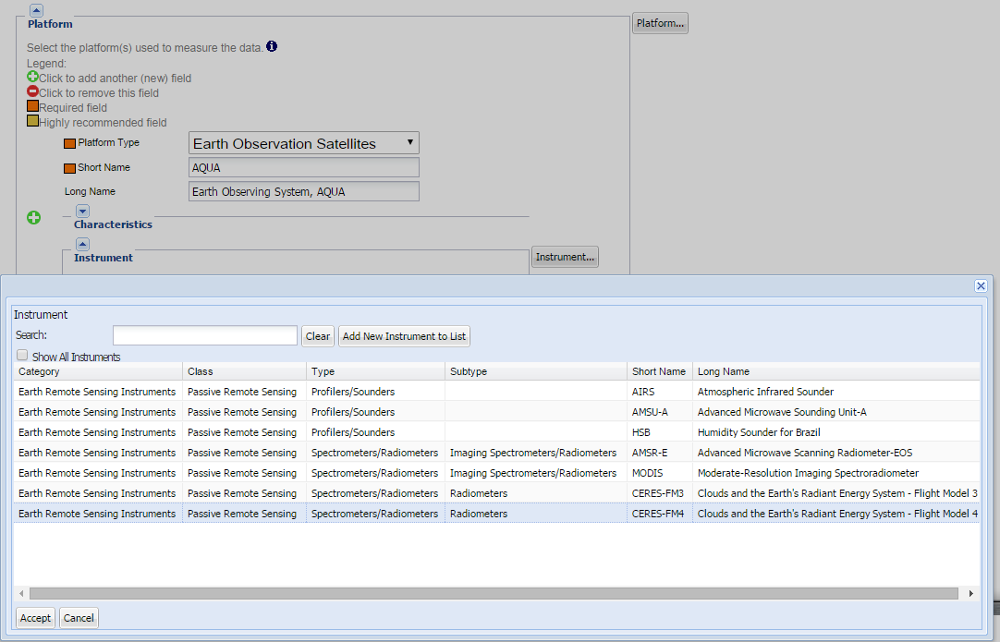 Platform
Platform...
Select the platform(s) used to measure the data. i
Legend:
Click to add another (new) field
Click to remove this field
Required field
Highly recommended field
Platform Type Earth Observation Satellites
Short Name AQUA
Long Name Earth Observing System, AQUA
Characteristics
Instrument Instrument...
Instrument
Search: Clear Add New Instrument to List
Show All Instruments
Category Class Type Subtype Short Name Long Name
Earth Remote Sensing Instruments Passive Remote Sensing Profilers/Sounders AIRS Atmospheric Infrared Sounder
Earth Remote Sensing Instruments Passive Remote Sensing Profilers/Sounders AMSU-A Advanced Microwave Sounding Unit-A
Earth Remote Sensing Instruments Passive Remote Sensing Profilers/Sounders HSB Humidity Sounder for Brazil
Earth Remote Sensing Instruments Passive Remote Sensing Spectrometers/Radiometers Imaging Spectrometers/Radiometers AMSR-E Advanced Microwave Scanning Radiometer-EOS
Earth Remote Sensing Instruments Passive Remote Sensing Spectrometers/Radiometers Imaging Spectrometers/Radiometers MODIS Moderate-Resolution Imaging Spectroradiometer
Earth Remote Sensing Instruments Passive Remote Sensing Spectrometers/Radiometers Radiometers CERES-FM3 Clouds and the Earth's Radiant Energy System - Flight Model 3
Earth Remote Sensing Instruments Passive Remote Sensing Spectrometers/Radiometers Radiometers CERES-FM4 Clouds and the Earth's Radiant Energy System - Flight Model 4
Accept Cancel